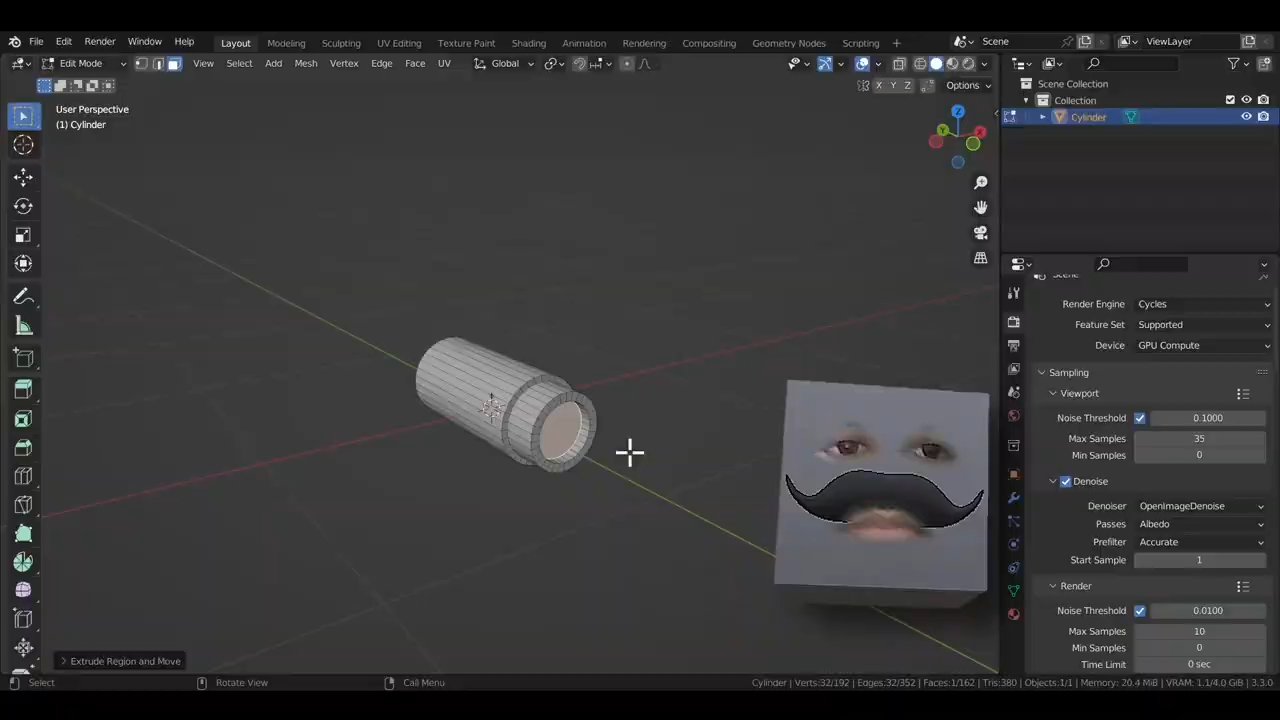 File Edit Render Window Help Layout Modeling Sculpting UV Editing Texture Paint Shading Animation Rendering Compositing Geometry Nodes Scripting + Scene ViewLayer
Edit Mode View Select Add Mesh Vertex Edge Face UV Global
X Y Z Options
User Perspective
(1) Cylinder
Z
Y X
Scene Collection
Collection
Cylinder
Scene
Render Engine Cycles
Feature Set Supported
Device GPU Compute
Sampling
Viewport
Noise Threshold 0.1000
Max Samples 35
Min Samples 0
Denoise
Denoiser OpenImageDenoise
Passes Albedo
Prefilter Accurate
Start Sample 1
Render
Noise Threshold 0.0100
Max Samples 10
Min Samples 0
Time Limit 0 sec
Extrude Region and Move
Select Rotate View Call Menu Cylinder | Verts:32/192 | Edges:32/352 | Faces:1/162 | Tris:380 | Objects:1/1 | Memory: 20.4 MiB | VRAM: 1.1/4.0 GiB | 3.3.0